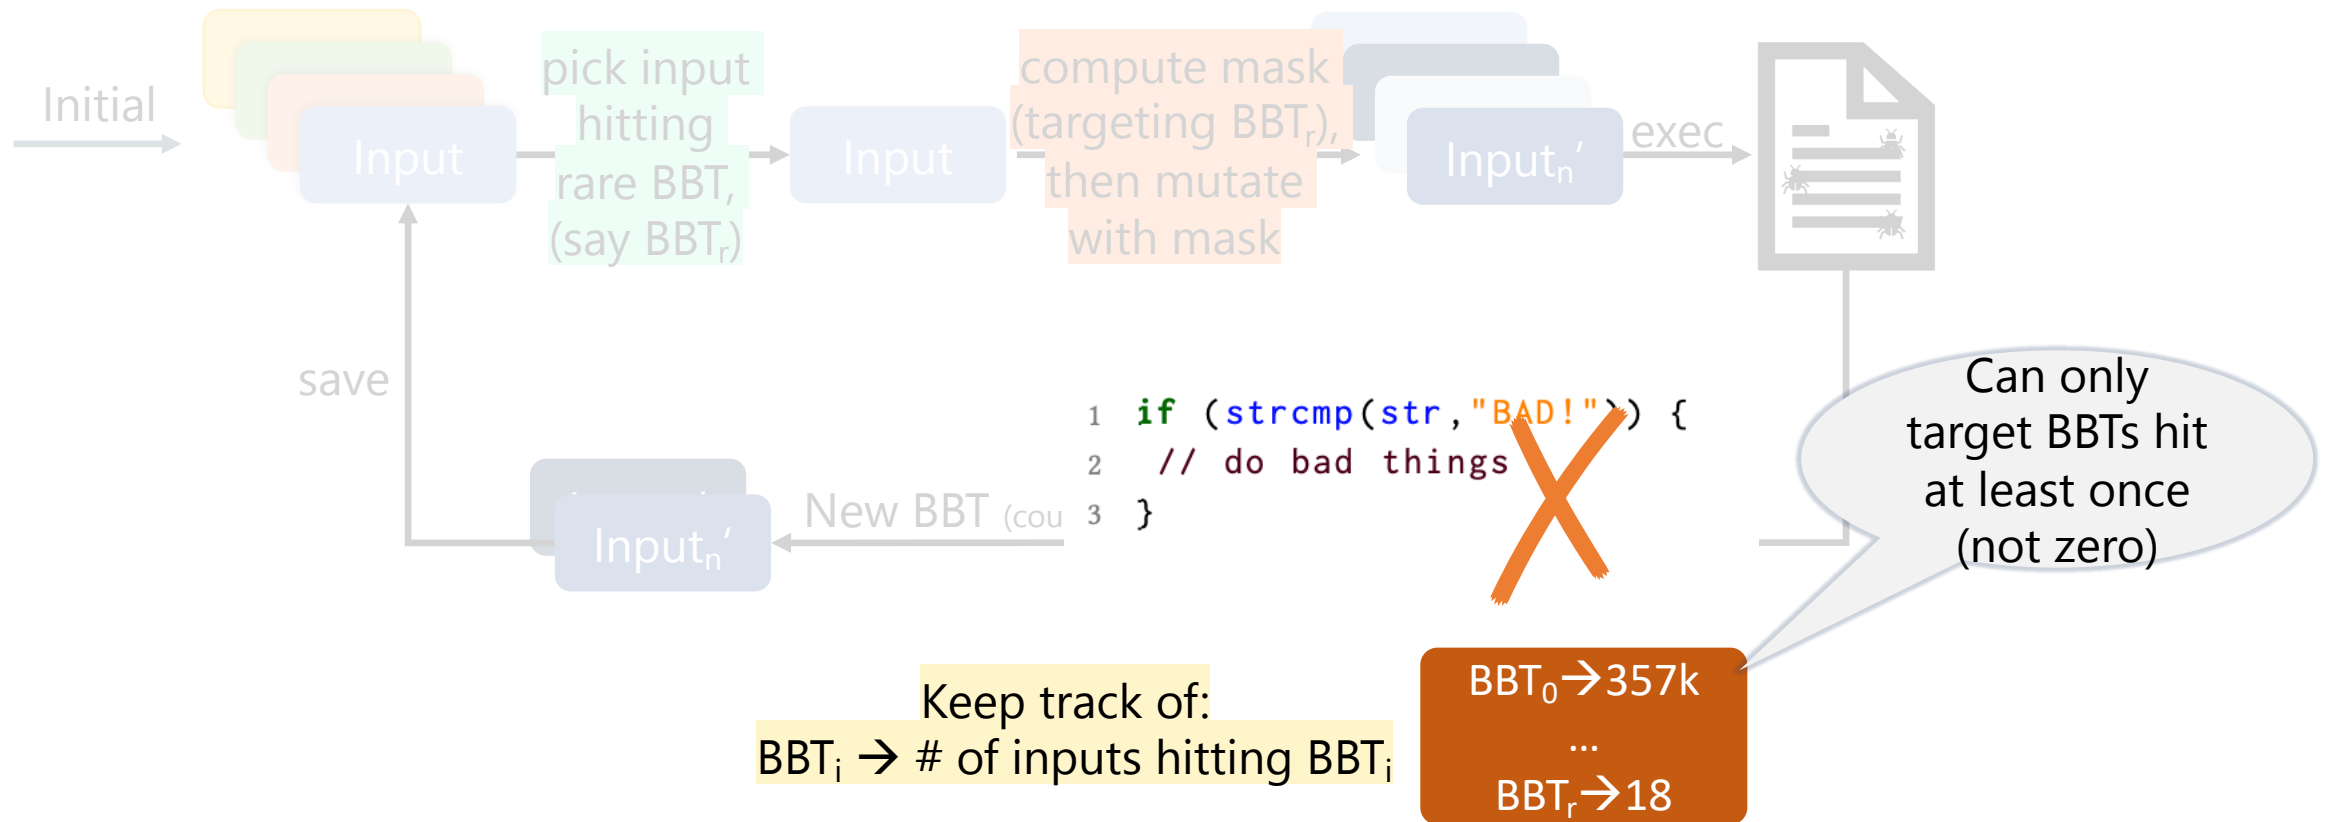 Initial
Input
pick input
hitting
rare BBT,
(say BBTᵣ)
Input
compute mask
(targeting BBTᵣ),
then mutate
with mask
Inputₙ′
exec
save
1 if (strcmp(str,"BAD!")) {
2 // do bad things
3 }
Can only
target BBTs hit
at least once
(not zero)
Inputₙ′
New BBT (cou
Keep track of:
BBTᵢ → # of inputs hitting BBTᵢ
BBT₀→357k
...
BBTᵣ→18